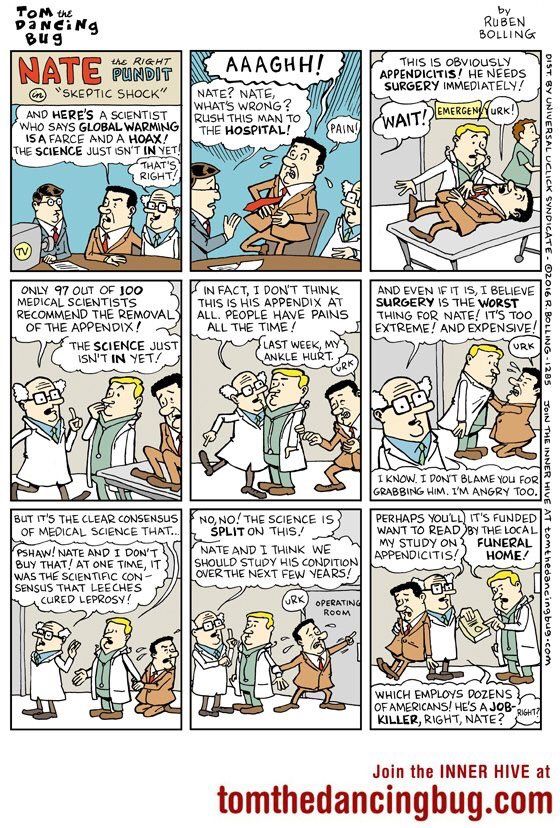 TOM the
DANCING
BUG
by
RUBEN
BOLLING
NATE the RIGHT
PUNDIT
in "SKEPTIC SHOCK"
AND HERE'S A SCIENTIST
WHO SAYS GLOBAL WARMING
IS A FARCE AND A HOAX!
THE SCIENCE JUST ISN'T IN YET!
THAT'S
RIGHT!
TV
AAAGHH!
NATE? NATE,
WHAT'S WRONG?
RUSH THIS MAN TO
THE HOSPITAL!
PAIN!
THIS IS OBVIOUSLY
APPENDICITIS! HE NEEDS
SURGERY IMMEDIATELY!
WAIT!
EMERGENCY
URK!
ONLY 97 OUT OF 100
MEDICAL SCIENTISTS
RECOMMEND THE REMOVAL
OF THE APPENDIX!
THE SCIENCE JUST
ISN'T IN YET!
IN FACT, I DON'T THINK
THIS IS HIS APPENDIX AT
ALL. PEOPLE HAVE PAINS
ALL THE TIME!
LAST WEEK, MY
ANKLE HURT.
URK
AND EVEN IF IT IS, I BELIEVE
SURGERY IS THE WORST
THING FOR NATE! IT'S TOO
EXTREME! AND EXPENSIVE!
URK
I KNOW. I DON'T BLAME YOU FOR
GRABBING HIM. I'M ANGRY TOO.
BUT IT'S THE CLEAR CONSENSUS
OF MEDICAL SCIENCE THAT...
PSHAW! NATE AND I DON'T
BUY THAT! AT ONE TIME, IT
WAS THE SCIENTIFIC CON-
SENSUS THAT LEECHES
CURED LEPROSY!
NO, NO! THE SCIENCE IS
SPLIT ON THIS!
NATE AND I THINK WE
SHOULD STUDY HIS CONDITION
OVER THE NEXT FEW YEARS!
URK
OPERATING
ROOM
PERHAPS YOU'LL
WANT TO READ
MY STUDY ON
APPENDICITIS!
IT'S FUNDED
BY THE LOCAL
FUNERAL
HOME!
WHICH EMPLOYS DOZENS
OF AMERICANS! HE'S A JOB-
KILLER, RIGHT, NATE?
RIGHT?
DIST. BY UNIVERSAL UCLICK SYNDICATE - ©2016 R. BOLLING - 1285 JOIN THE INNER HIVE AT tomthedancingbug.com
Join the INNER HIVE at
tomthedancingbug.com